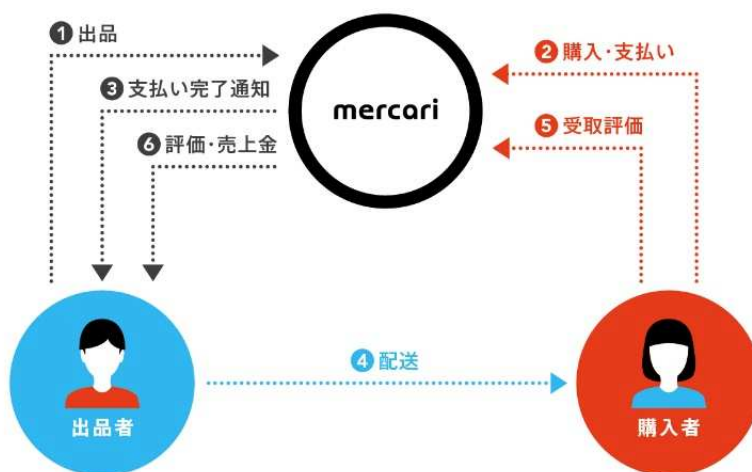 ❶出品
❷購入・支払い
❸支払い完了通知
mercari
❺受取評価
❻評価・売上金
❹配送
出品者
購入者